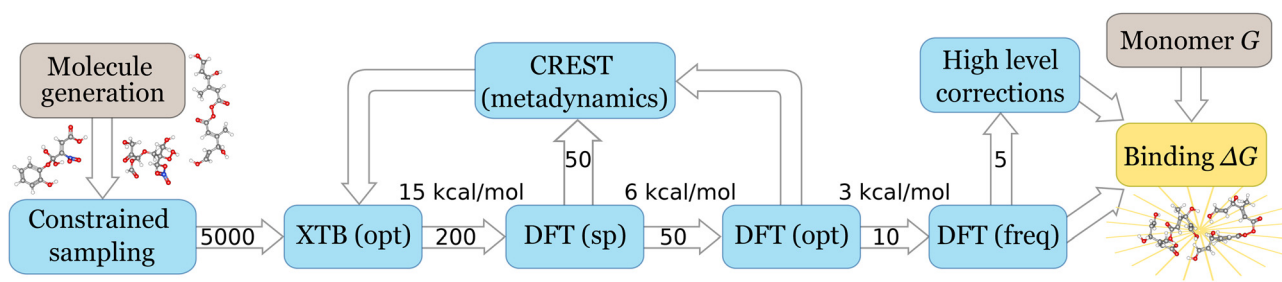 Molecule
generation
CREST
(metadynamics)
High level
corrections
Monomer G
50
5
Binding ΔG
15 kcal/mol
6 kcal/mol
3 kcal/mol
Constrained
sampling
5000
XTB (opt)
200
DFT (sp)
50
DFT (opt)
10
DFT (freq)